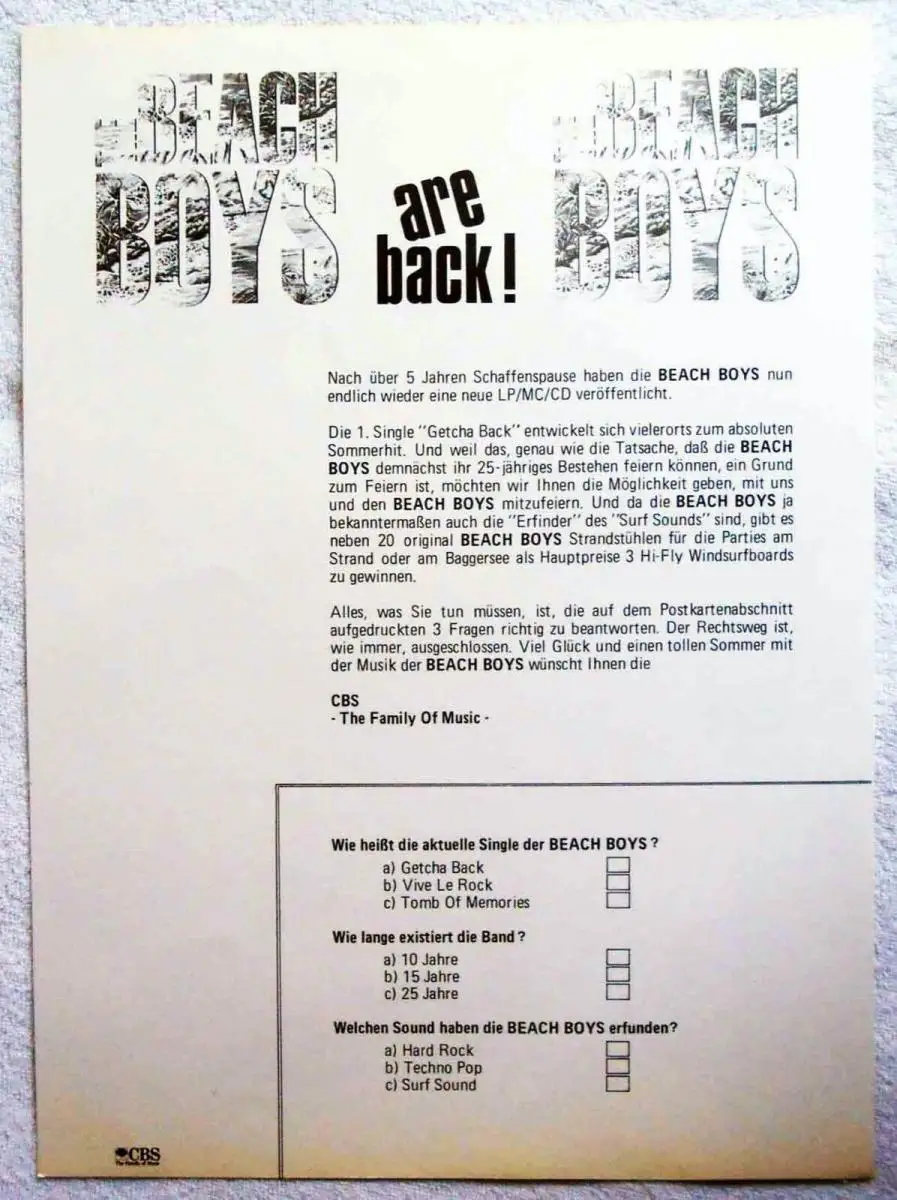 THE BEACH
BOYS
are
back!
THE BEACH
BOYS
Nach über 5 Jahren Schaffenspause haben die BEACH BOYS nun
endlich wieder eine neue LP/MC/CD veröffentlicht.
Die 1. Single "Getcha Back" entwickelt sich vielerorts zum absoluten
Sommerhit. Und weil das, genau wie die Tatsache, daß die BEACH
BOYS demnächst ihr 25-jähriges Bestehen feiern können, ein Grund
zum Feiern ist, möchten wir Ihnen die Möglichkeit geben, mit uns
und den BEACH BOYS mitzufeiern. Und da die BEACH BOYS ja
bekanntermaßen auch die "Erfinder" des "Surf Sounds" sind, gibt es
neben 20 original BEACH BOYS Strandstühlen für die Parties am
Strand oder am Baggersee als Hauptpreise 3 Hi-Fly Windsurfboards
zu gewinnen.
Alles, was Sie tun müssen, ist, die auf dem Postkartenabschnitt
aufgedruckten 3 Fragen richtig zu beantworten. Der Rechtsweg ist,
wie immer, ausgeschlossen. Viel Glück und einen tollen Sommer mit
der Musik der BEACH BOYS wünscht Ihnen die
CBS
- The Family Of Music -
Wie heißt die aktuelle Single der BEACH BOYS?
a) Getcha Back
b) Vive Le Rock
c) Tomb Of Memories
Wie lange existiert die Band?
a) 10 Jahre
b) 15 Jahre
c) 25 Jahre
Welchen Sound haben die BEACH BOYS erfunden?
a) Hard Rock
b) Techno Pop
c) Surf Sound
CBS
The Family of Music